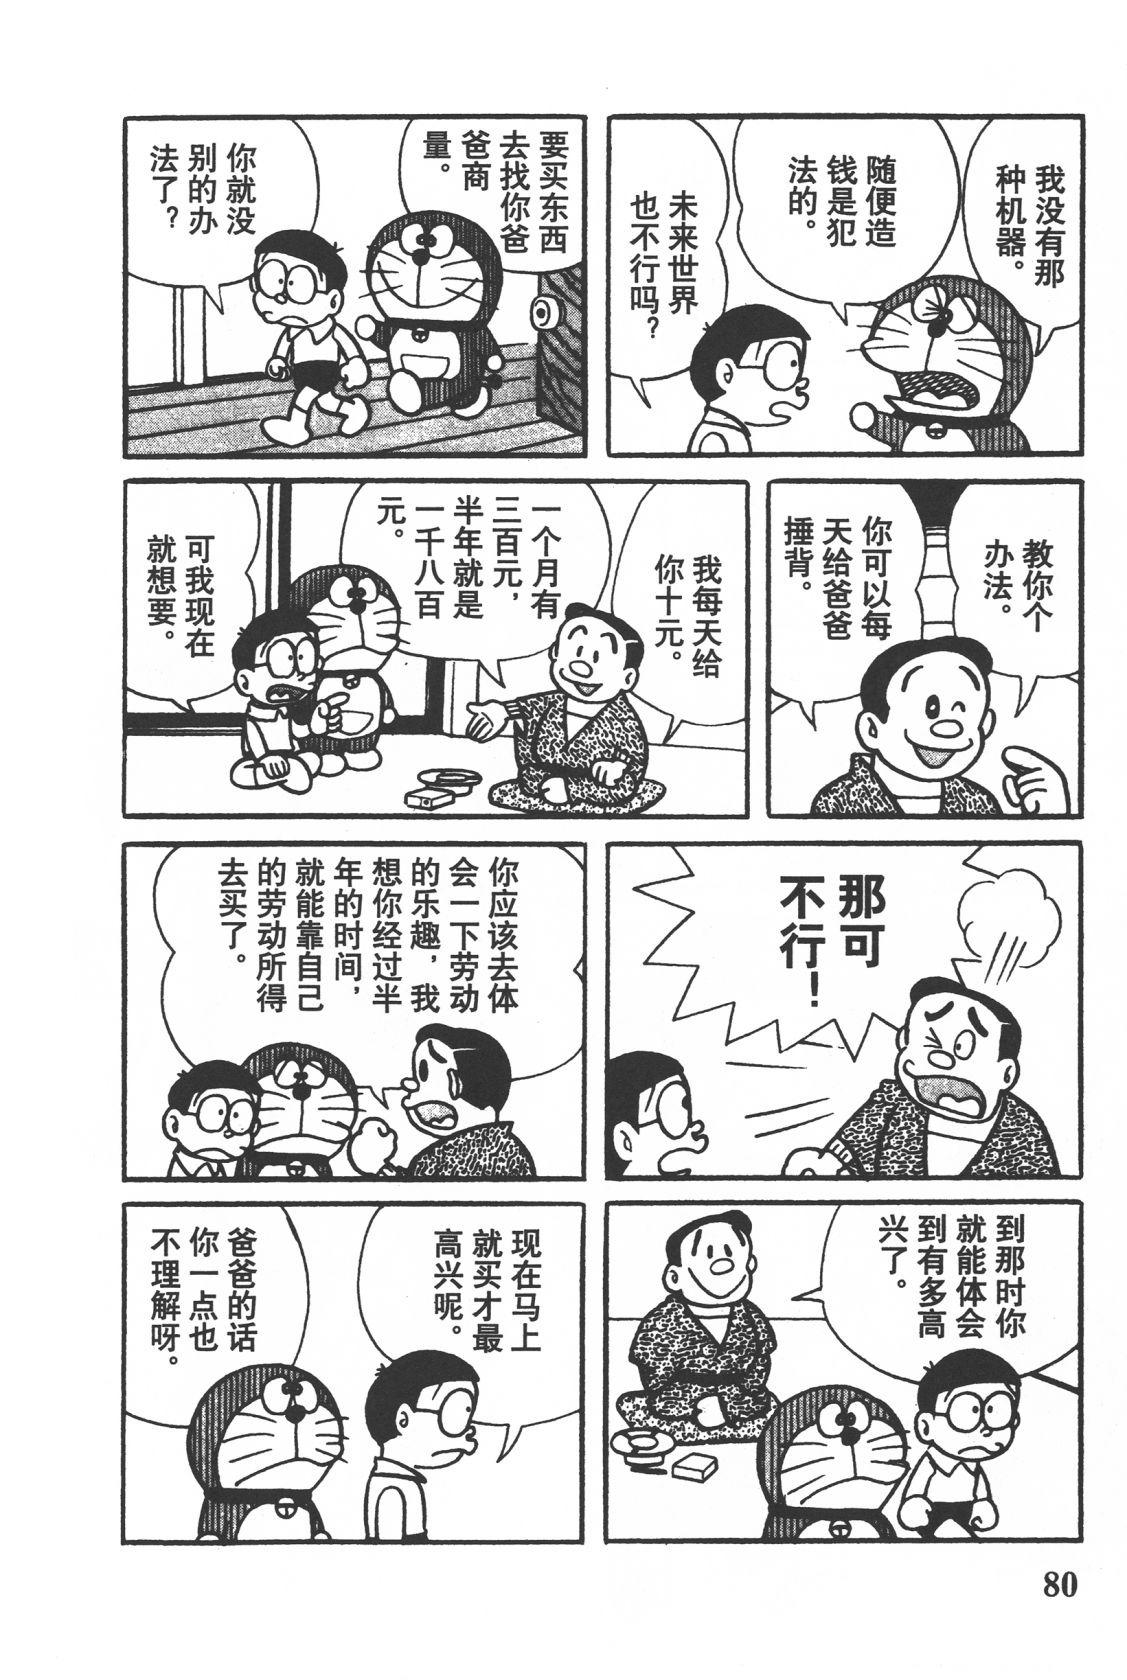 我没有那
种机器。
随便造
钱是犯
法的。
未来世界
也不行吗？
要买东西
去找你爸
爸商
量。
你就没
别的办
法了？
教你个
办法。
你可以每
天给爸爸
捶背。
我每天给
你十元。
一个月有
三百元，
半年就是
一千八百
元。
可我现在
就想要。
那可
不行！
你应该去体
会一下劳动
的乐趣，我
想你经过半
年的时间，
就能靠自己
的劳动所得
去买了。
到那时你
就能体会
到有多高
兴了。
现在马上
就买才最
高兴呢。
爸爸的话
你一点也
不理解呀。
80